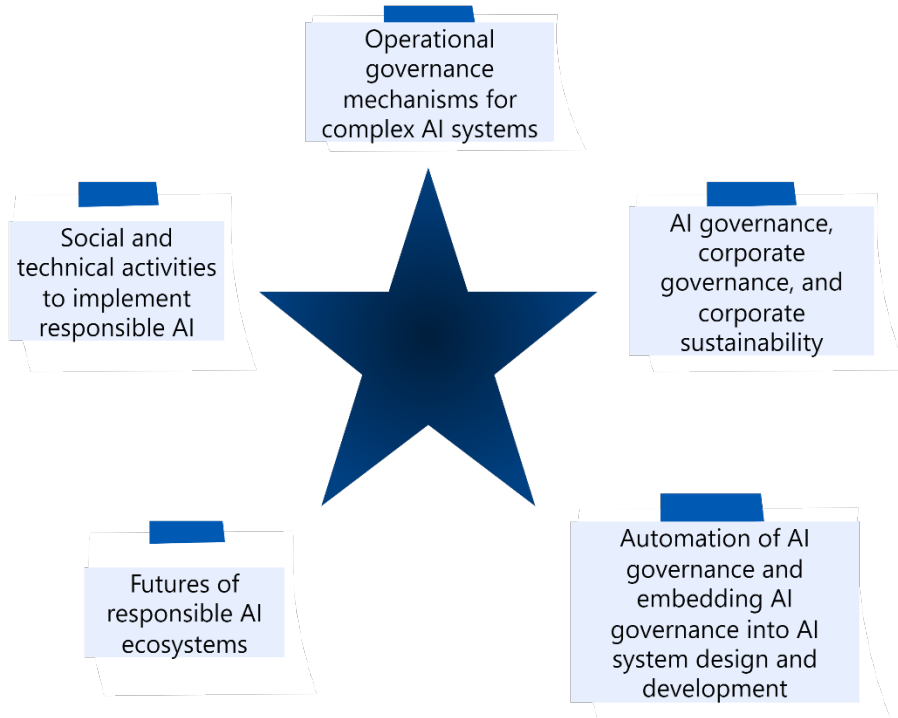 Operational
governance
mechanisms for
complex AI systems
Social and
technical activities
to implement
responsible AI
AI governance,
corporate
governance, and
corporate
sustainability
Futures of
responsible AI
ecosystems
Automation of AI
governance and
embedding AI
governance into AI
system design and
development